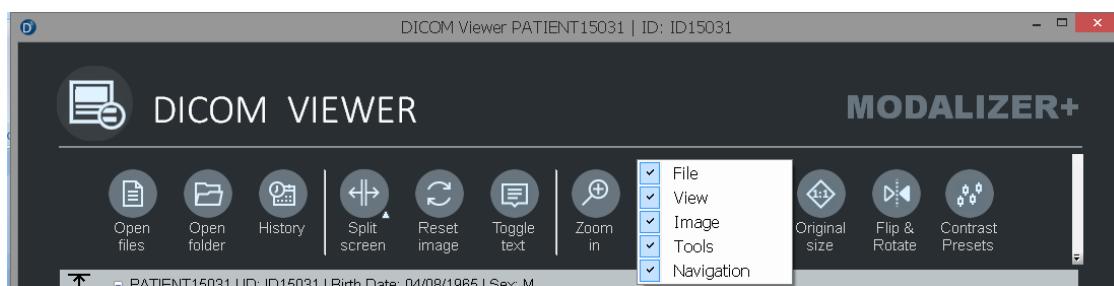 DICOM Viewer PATIENT15031 | ID: ID15031
DICOM VIEWER
MODALIZER+
Open files
Open folder
History
Split screen
Reset image
Toggle text
Zoom in
File
View
Image
Tools
Navigation
1:1
Original size
Flip & Rotate
Contrast Presets
PATIENT15031 | ID: ID15031 | Birth Date: 04/08/1965 | Sex: M